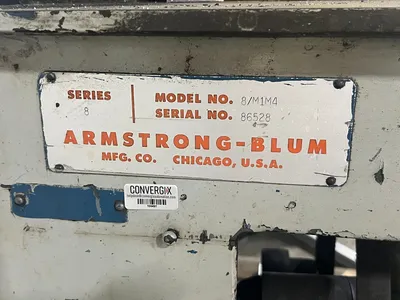 SERIES
8
MODEL NO. 8/M1M4
SERIAL NO. 86528
ARMSTRONG-BLUM
MFG. CO. CHICAGO, U.S.A.
CONVERGIX